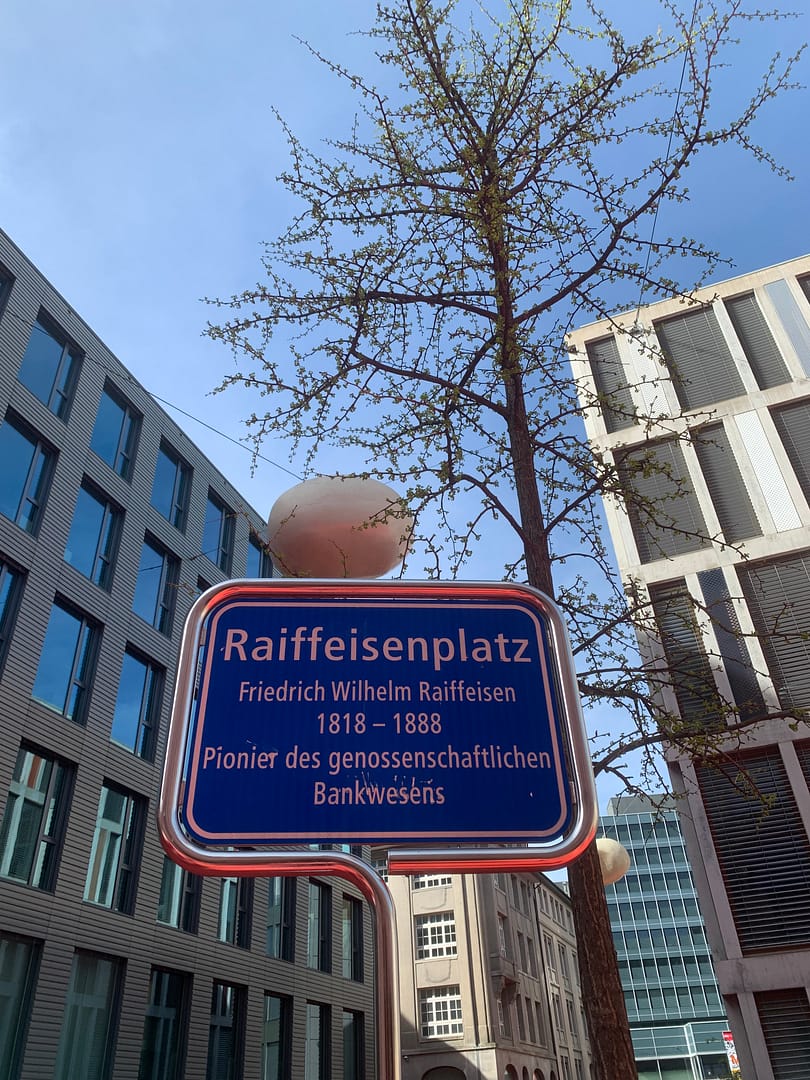 Raiffeisenplatz
Friedrich Wilhelm Raiffeisen
1818 – 1888
Pionier des genossenschaftlichen
Bankwesens